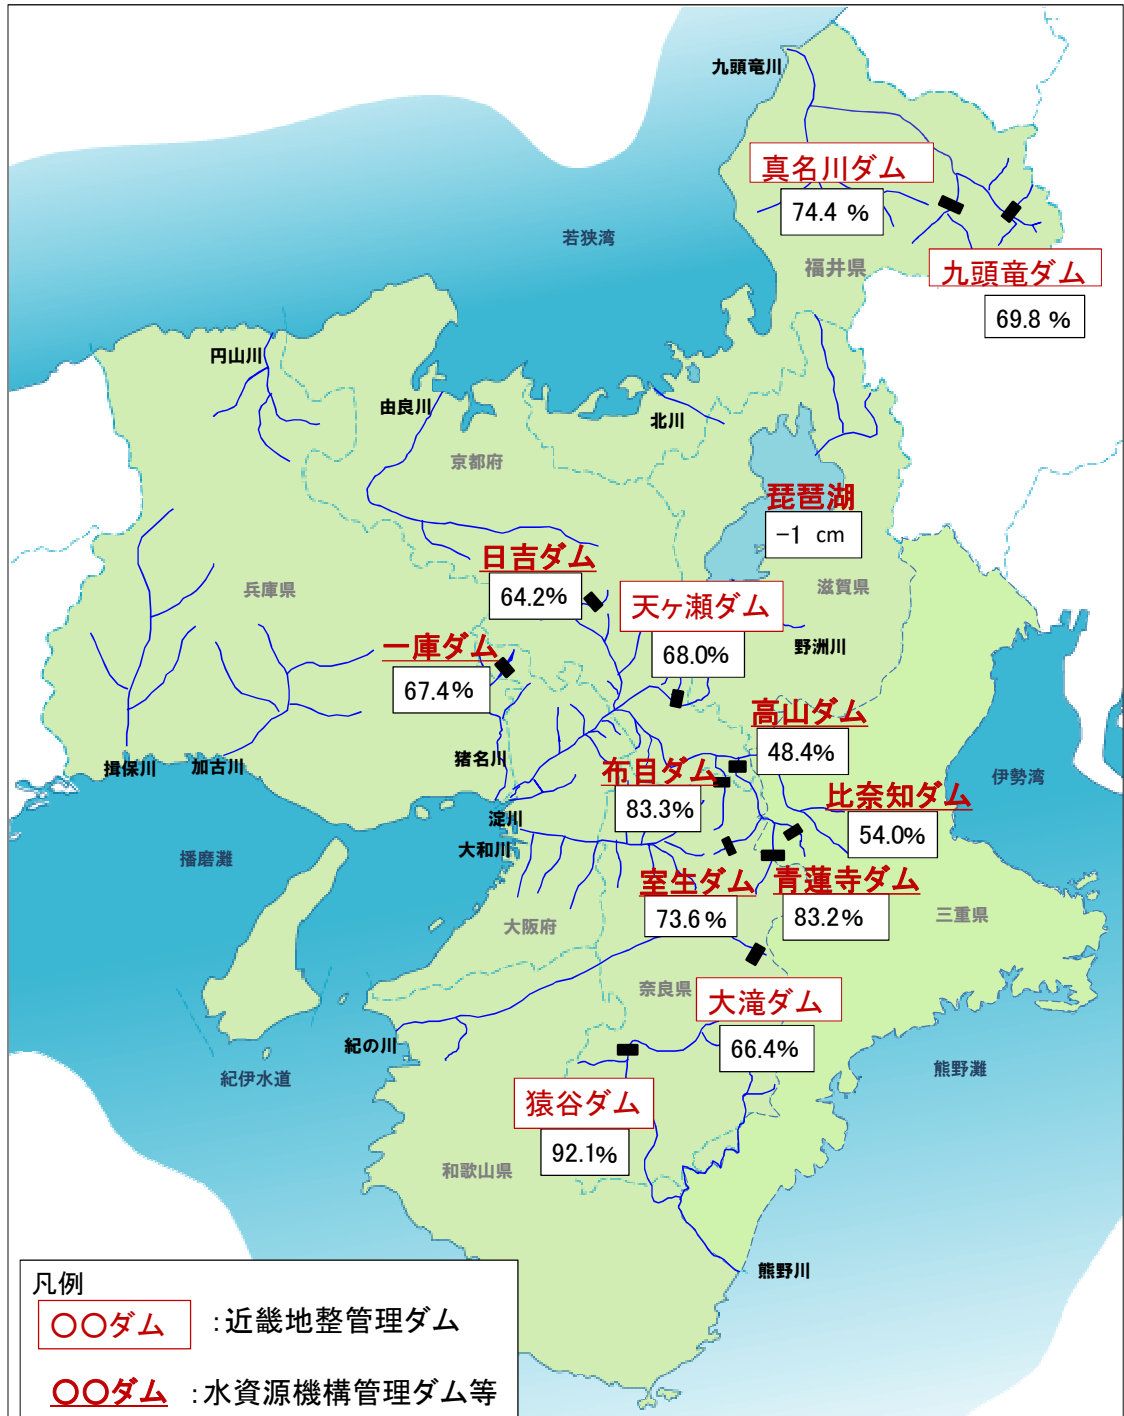 九頭竜川
真名川ダム
74.4 %
若狭湾
福井県
九頭竜ダム
69.8 %
円山川
由良川
北川
京都府
琵琶湖
-1 cm
日吉ダム
64.2%
兵庫県
天ヶ瀬ダム
68.0%
滋賀県
野洲川
一庫ダム
67.4%
高山ダム
48.4%
揖保川
加古川
猪名川
布目ダム
83.3%
伊勢湾
比奈知ダム
54.0%
淀川
大和川
播磨灘
室生ダム
73.6 %
青蓮寺ダム
83.2%
大阪府
三重県
奈良県
大滝ダム
66.4%
紀の川
紀伊水道
熊野灘
猿谷ダム
92.1%
和歌山県
熊野川
凡例
〇〇ダム :近畿地整管理ダム
〇〇ダム :水資源機構管理ダム等